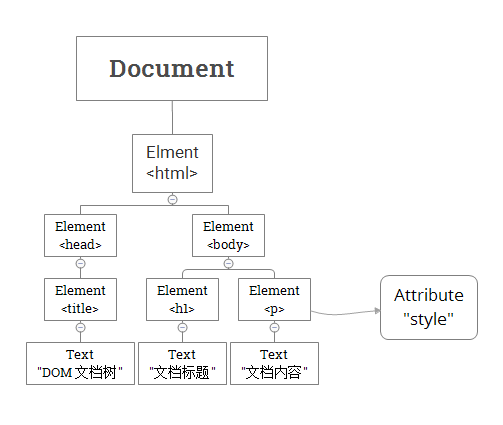 Document
Elment
<html>
Element
<head>
Element
<body>
Element
<title>
Element
<h1>
Element
<p>
Attribute
"style"
Text
"DOM 文档树"
Text
"文档标题"
Text
"文档内容"